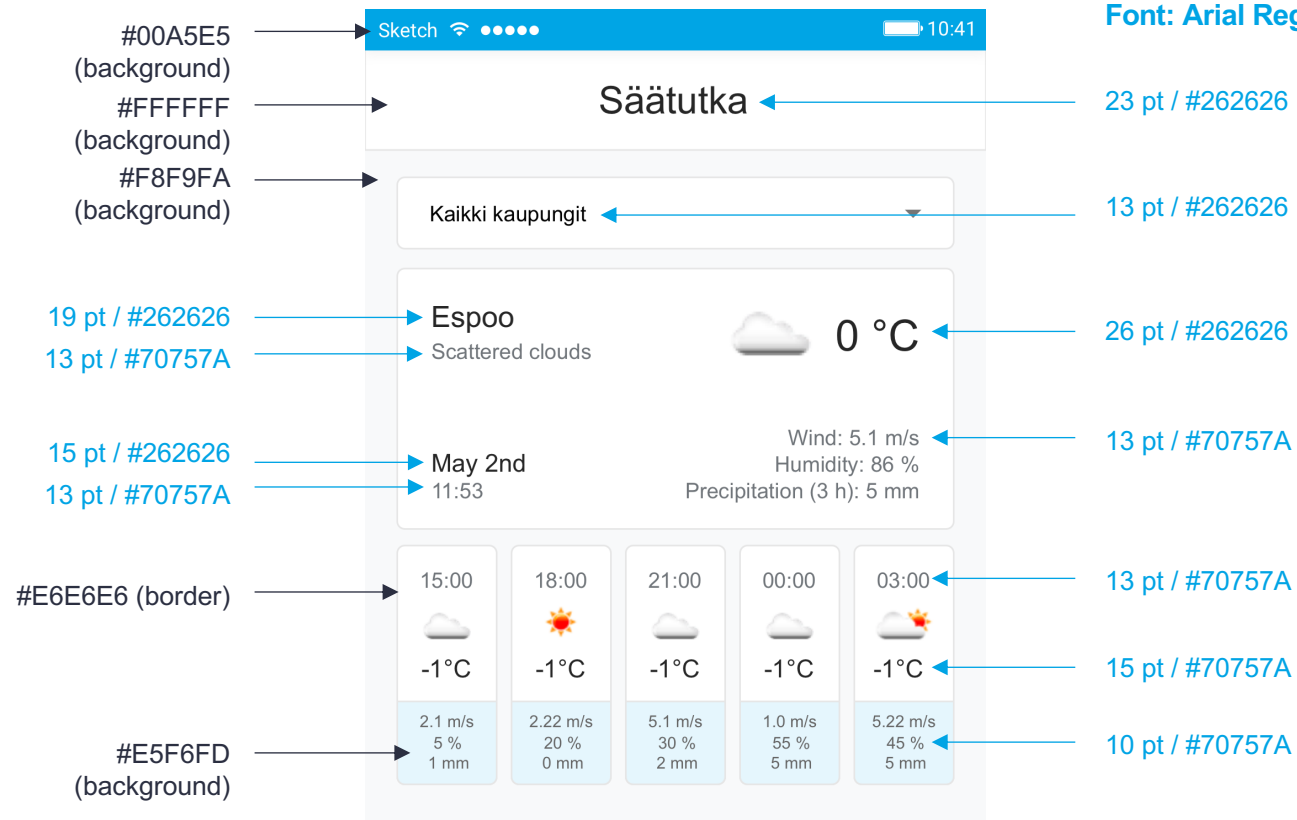 Font: Arial Reg
#00A5E5
(background)
Sketch
10:41
#FFFFFF
(background)
Säätutka
23 pt / #262626
#F8F9FA
(background)
Kaikki kaupungit
13 pt / #262626
19 pt / #262626
Espoo
0 °C
26 pt / #262626
13 pt / #70757A
Scattered clouds
15 pt / #262626
May 2nd
13 pt / #70757A
11:53
Wind: 5.1 m/s
Humidity: 86 %
Precipitation (3 h): 5 mm
13 pt / #70757A
#E6E6E6 (border)
15:00 18:00 21:00 00:00 03:00
13 pt / #70757A
-1°C -1°C -1°C -1°C -1°C
15 pt / #70757A
#E5F6FD
(background)
2.1 m/s 2.22 m/s 5.1 m/s 1.0 m/s 5.22 m/s
5 % 20 % 30 % 55 % 45 %
1 mm 0 mm 2 mm 5 mm 5 mm
10 pt / #70757A